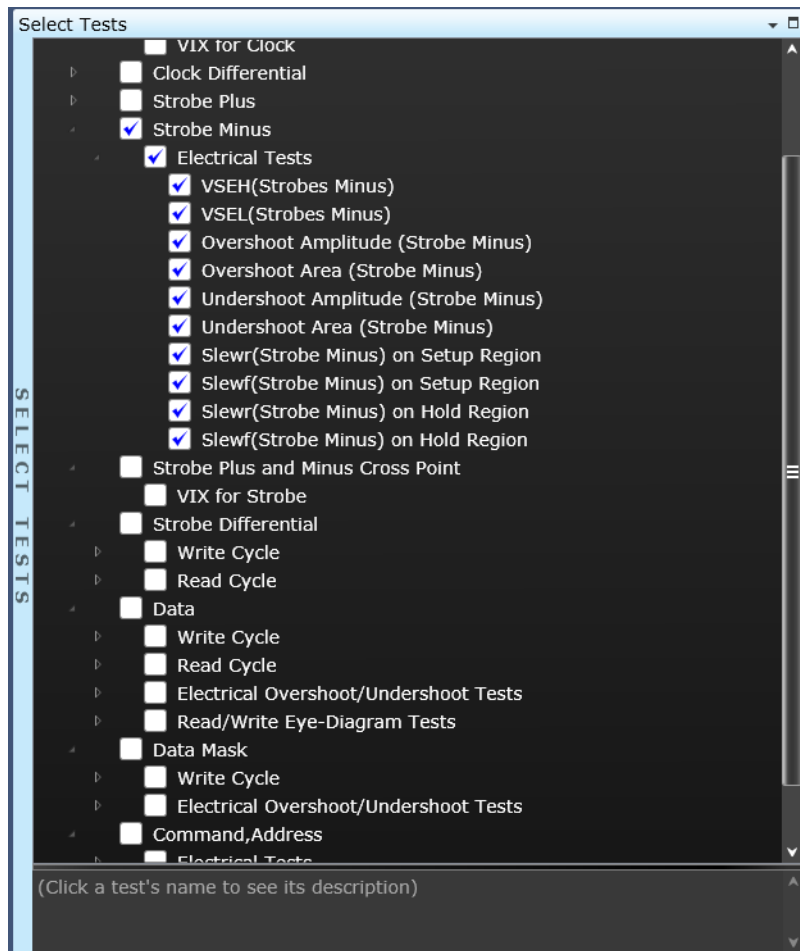 Select Tests
VIX for Clock
Clock Differential
Strobe Plus
Strobe Minus
Electrical Tests
VSEH(Strobes Minus)
VSEL(Strobes Minus)
Overshoot Amplitude (Strobe Minus)
Overshoot Area (Strobe Minus)
Undershoot Amplitude (Strobe Minus)
Undershoot Area (Strobe Minus)
Slewr(Strobe Minus) on Setup Region
Slewf(Strobe Minus) on Setup Region
Slewr(Strobe Minus) on Hold Region
Slewf(Strobe Minus) on Hold Region
Strobe Plus and Minus Cross Point
VIX for Strobe
Strobe Differential
Write Cycle
Read Cycle
Data
Write Cycle
Read Cycle
Electrical Overshoot/Undershoot Tests
Read/Write Eye-Diagram Tests
Data Mask
Write Cycle
Electrical Overshoot/Undershoot Tests
Command,Address
Electrical Tests
(Click a test's name to see its description)
SELECT TESTS